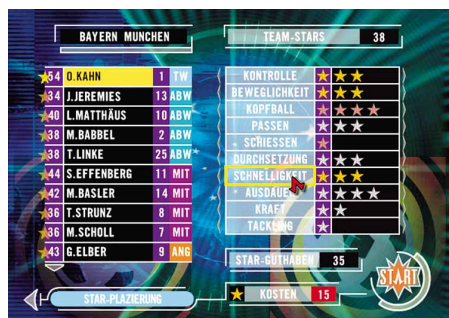 BAYERN MUNCHEN
TEAM-STARS 38
54 O.KAHN 1 TW
34 J.JEREMIES 13 ABW
40 L.MATTHÄUS 10 ABW
38 M.BABBEL 2 ABW
38 T.LINKE 25 ABW
44 S.EFFENBERG 11 MIT
42 M.BASLER 14 MIT
36 T.STRUNZ 8 MIT
36 M.SCHOLL 7 MIT
43 G.ELBER 9 ANG
KONTROLLE
BEWEGLICHKEIT
KOPFBALL
PASSEN
SCHIESSEN
DURCHSETZUNG
SCHNELLIGKEIT
AUSDAUER
KRAFT
TACKLING
STAR-GUTHABEN 35
STAR-PLAZIERUNG
KOSTEN 15
START